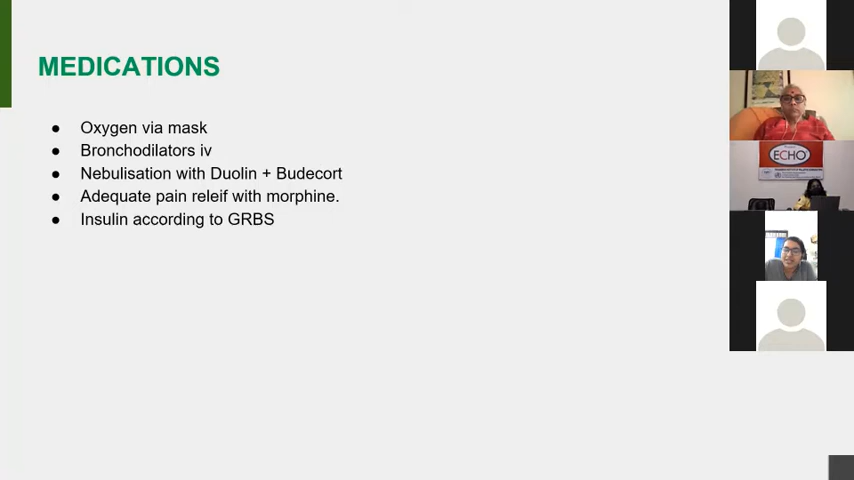 MEDICATIONS
● Oxygen via mask
● Bronchodilators iv
● Nebulisation with Duolin + Budecort
● Adequate pain releif with morphine.
● Insulin according to GRBS
ECHO